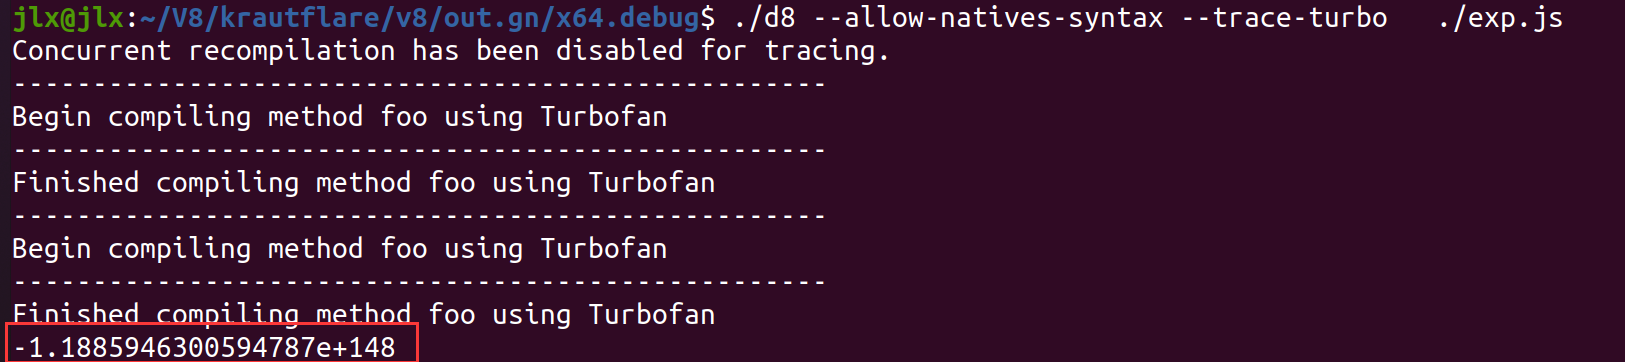 jlx@jlx:~/V8/krautflare/v8/out.gn/x64.debug$ ./d8 --allow-natives-syntax --trace-turbo   ./exp.js
Concurrent recompilation has been disabled for tracing.
---------------------------------------------------
Begin compiling method foo using Turbofan
---------------------------------------------------
Finished compiling method foo using Turbofan
---------------------------------------------------
Begin compiling method foo using Turbofan
---------------------------------------------------
Finished compiling method foo using Turbofan
-1.1885946300594787e+148